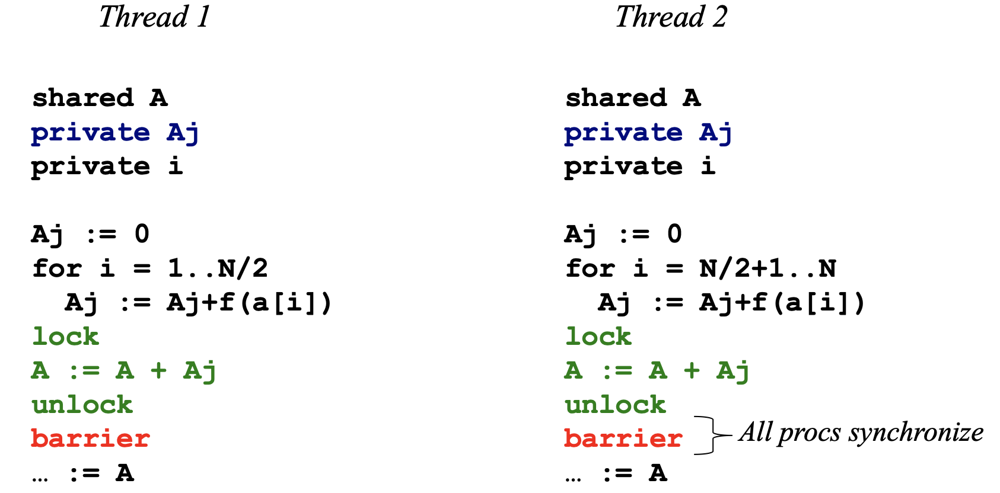 Thread 1
shared A
private Aj
private i
Aj := 0
for i = 1..N/2
Aj := Aj+f(a[i])
lock
A := A + Aj
unlock
barrier
… := A
Thread 2
shared A
private Aj
private i
Aj := 0
for i = N/2+1..N
Aj := Aj+f(a[i])
lock
A := A + Aj
unlock
barrier
All procs synchronize
… := A